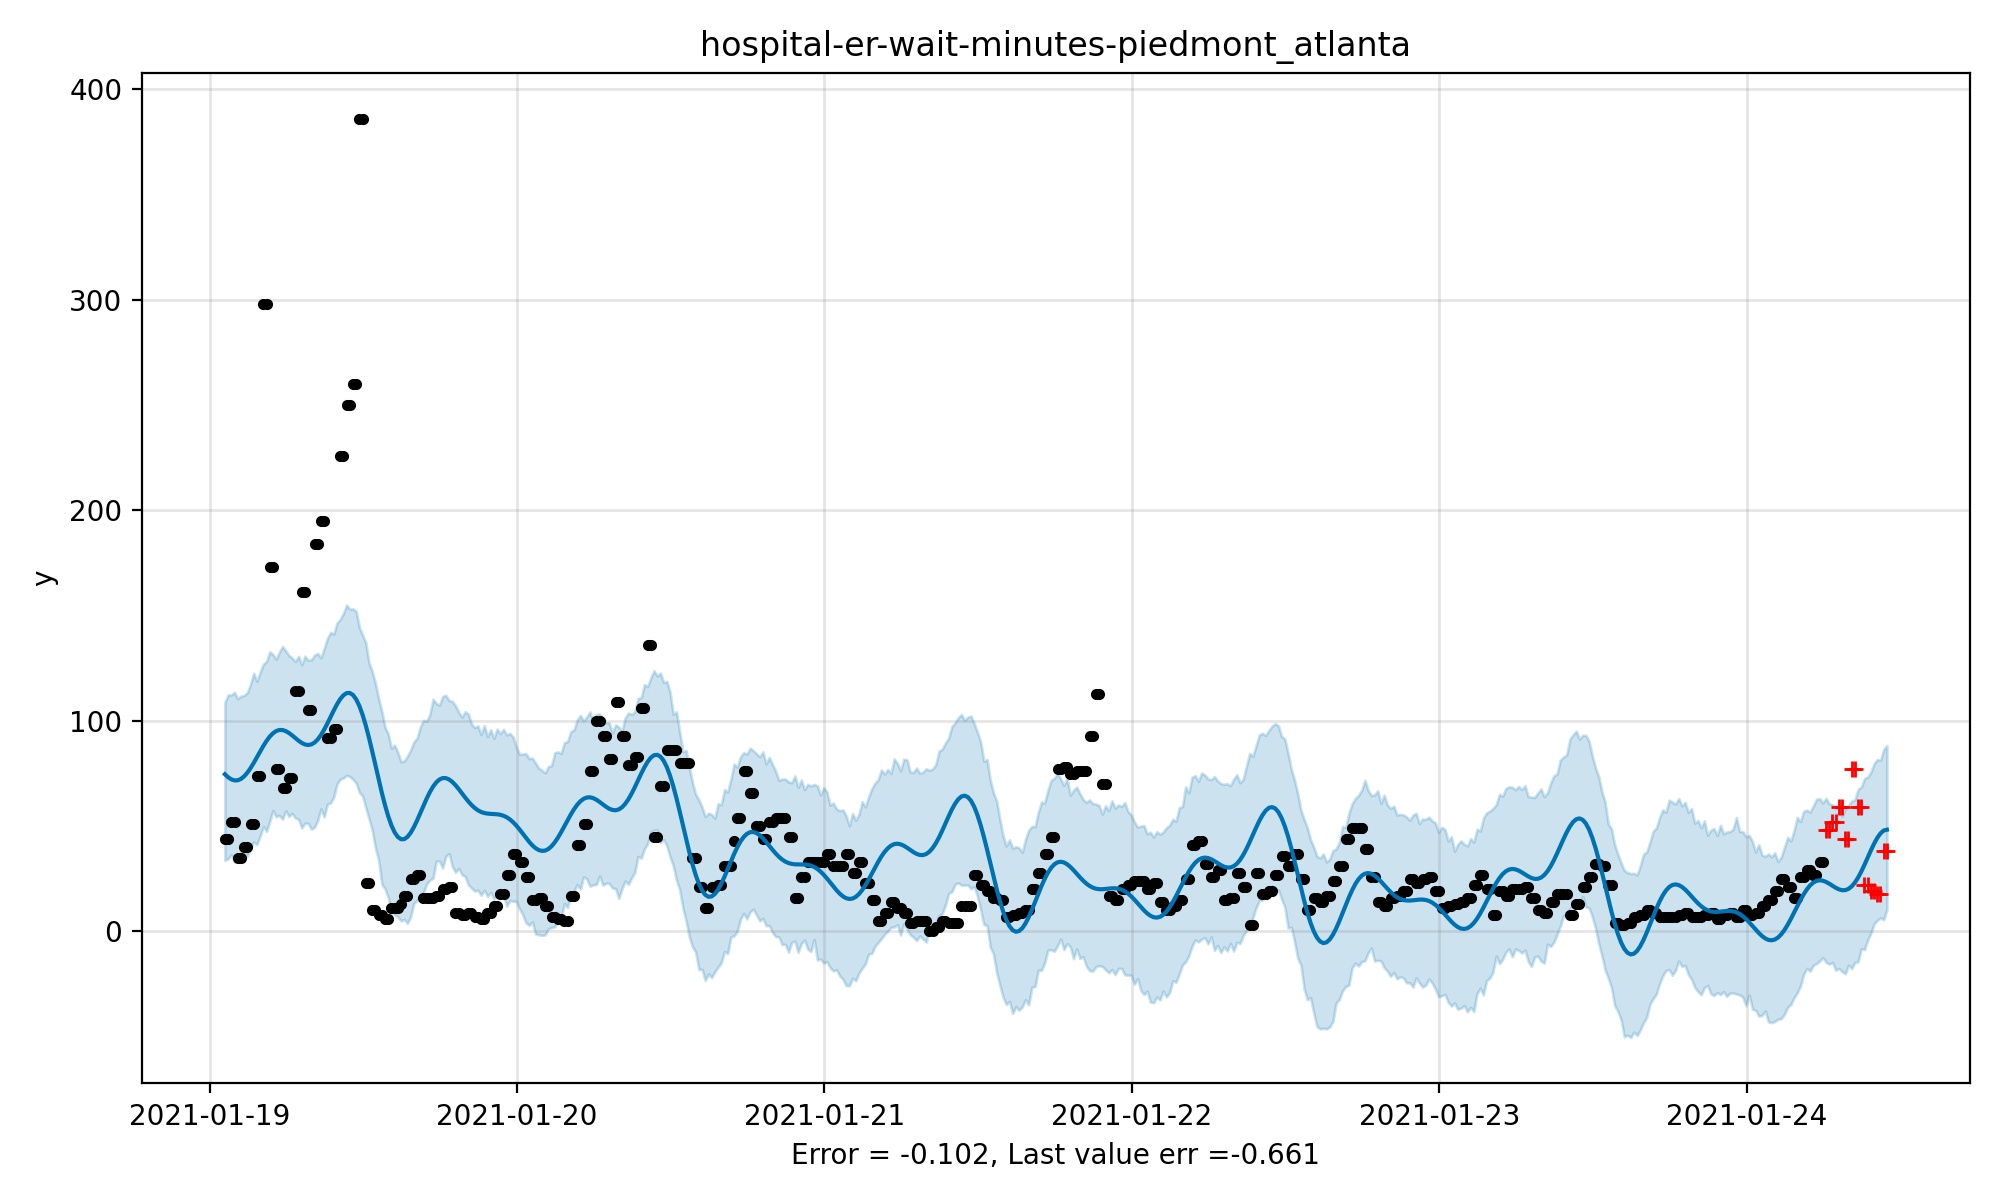 hospital-er-wait-minutes-piedmont_atlanta
400
300
200
100
0
y
2021-01-19 2021-01-20 2021-01-21 2021-01-22 2021-01-23 2021-01-24
Error = -0.102, Last value err =-0.661